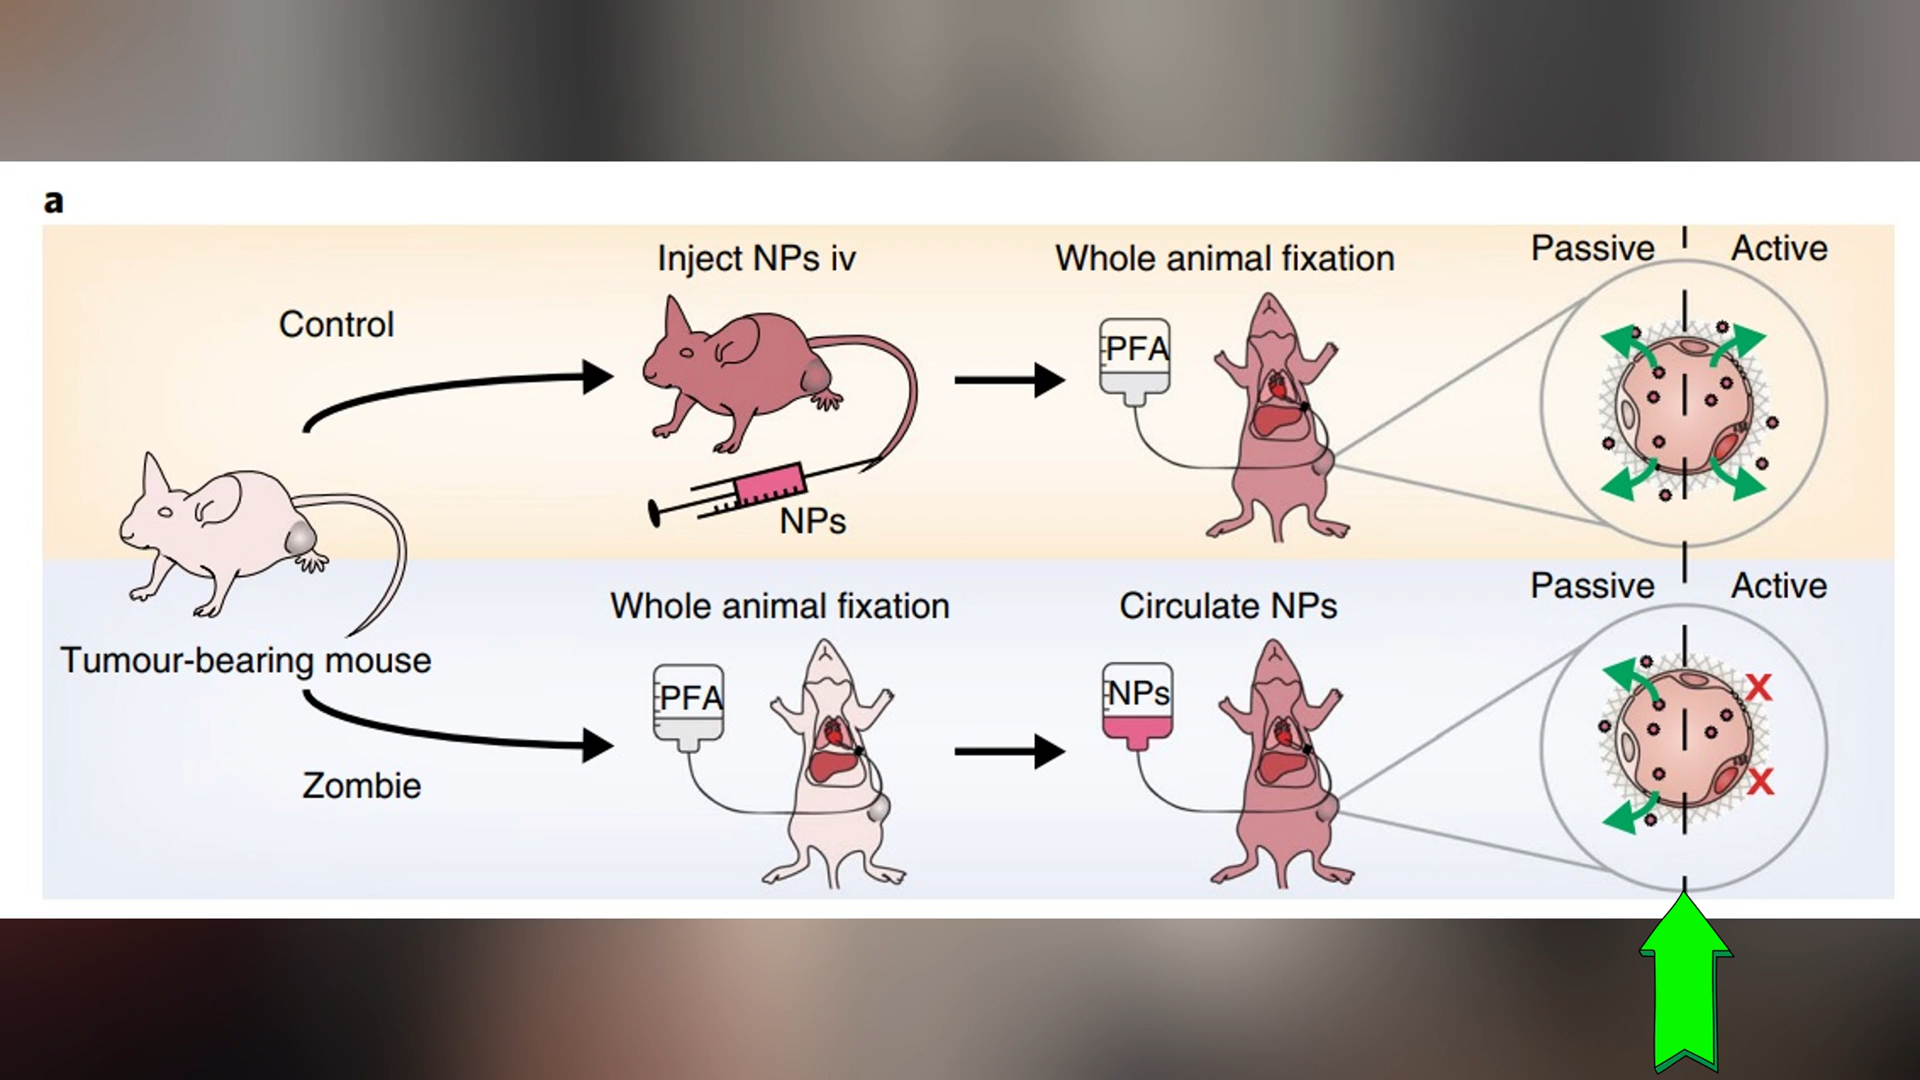 a
Inject NPs iv
Whole animal fixation
Passive
Active
Control
PFA
NPs
Tumour-bearing mouse
Whole animal fixation
Circulate NPs
Passive
Active
PFA
NPs
X
X
Zombie